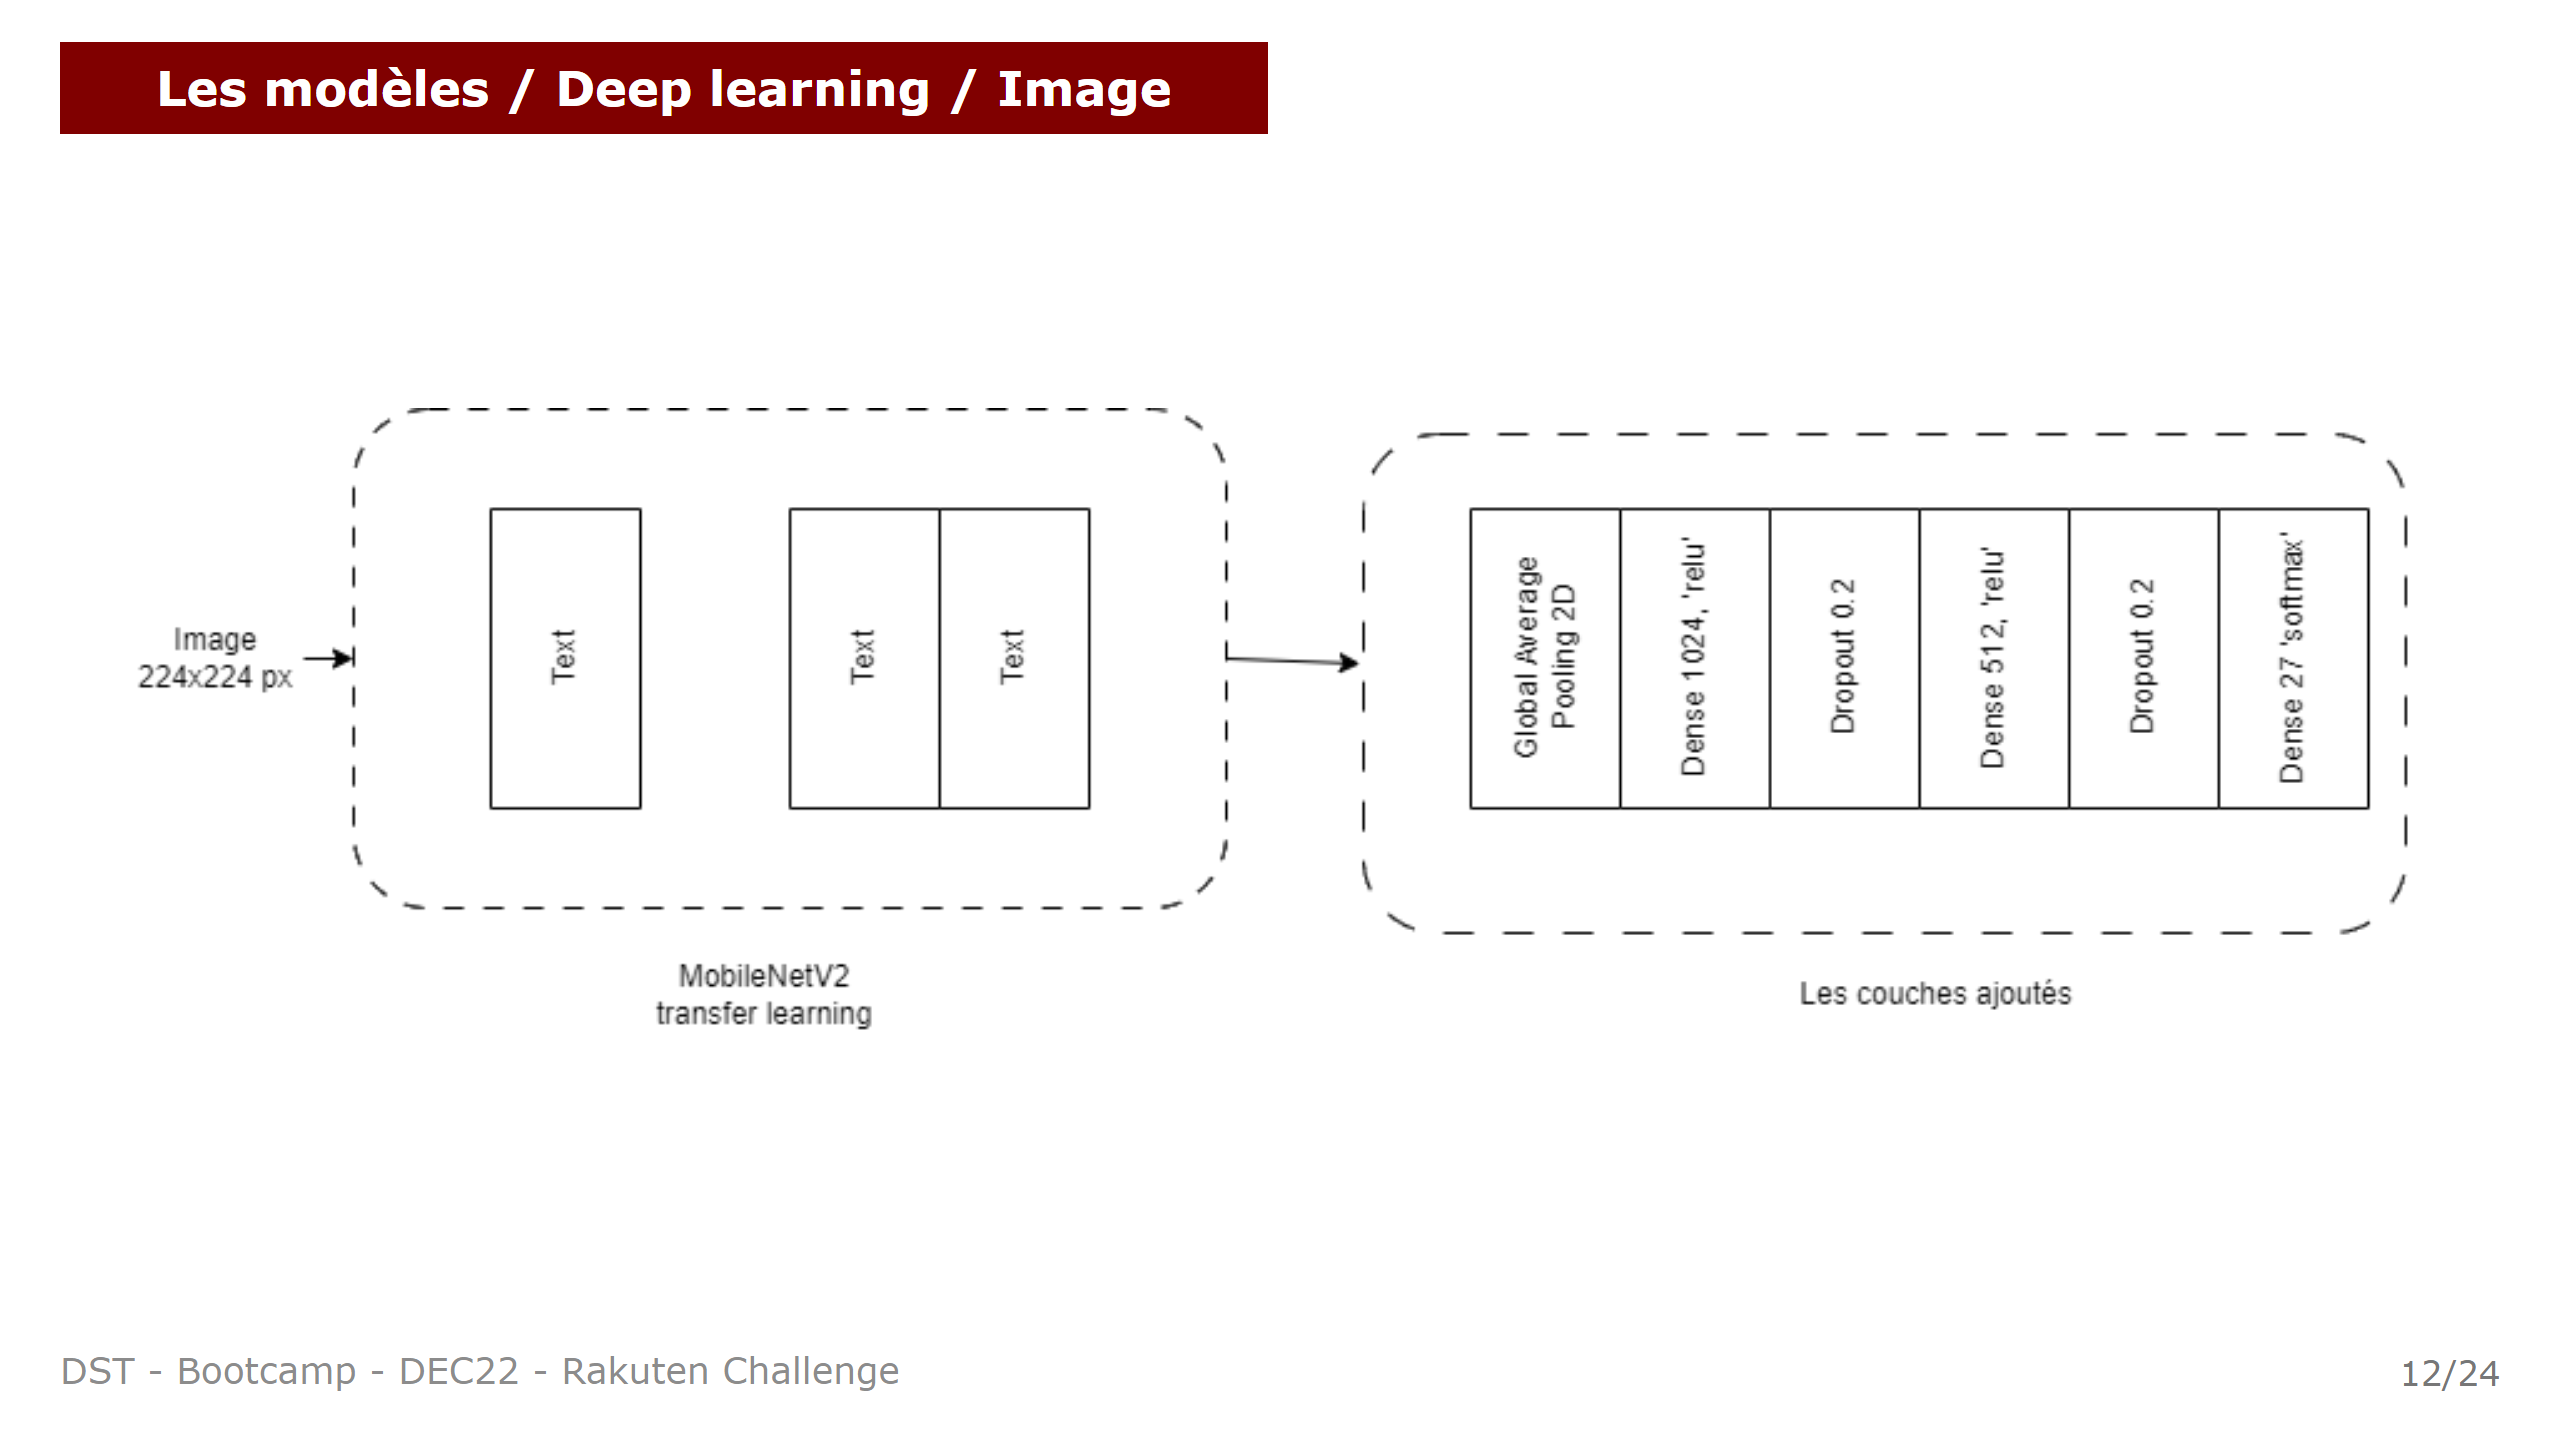 Les modèles / Deep learning / Image
Image
224x224 px
Text
Text
Text
MobileNetV2
transfer learning
Global Average
Pooling 2D
Dense 1024, 'relu'
Dropout 0.2
Dense 512, 'relu'
Dropout 0.2
Dense 27 'softmax'
Les couches ajoutés
DST - Bootcamp - DEC22 - Rakuten Challenge
12/24